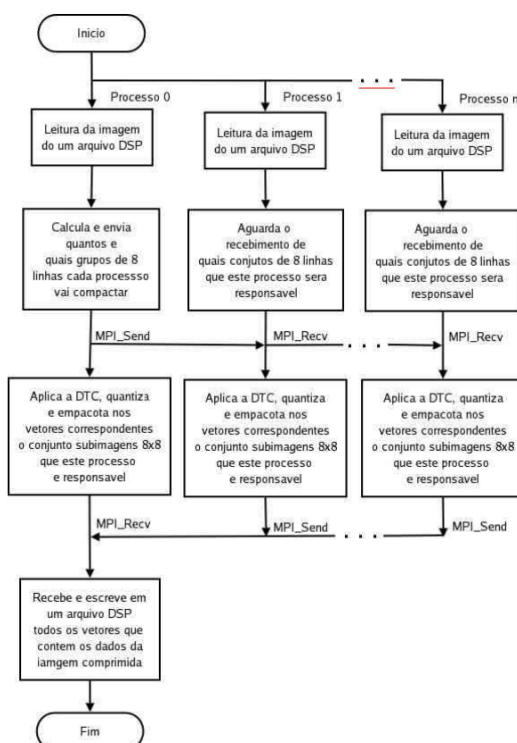 Inicio
Processo 0
Processo 1
Processo n
Leitura da imagem
do um arquivo DSP
Leitura da imagem
do um arquivo DSP
Leitura da imagem
do um arquivo DSP
Calcula e envia
quantos e
quais grupos de 8
linhas cada processso
vai compactar
Aguarda o
recebimento de
quais conjutos de 8 linhas
que este processo sera
responsavel
Aguarda o
recebimento de
quais conjutos de 8 linhas
que este processo sera
responsavel
MPI_Send
MPI_Recv
MPI_Recv
Aplica a DTC, quantiza
e empacota nos
vetores correspondentes
o conjunto subimagens 8x8
que este processo
e responsavel
Aplica a DTC, quantiza
e empacota nos
vetores correspondentes
o conjunto subimagens 8x8
que este processo
e responsavel
Aplica a DTC, quantiza
e empacota nos
vetores correspondentes
o conjunto subimagens 8x8
que este processo
e responsavel
MPI_Recv
MPI_Send
MPI_Send
Recebe e escreve em
um arquivo DSP
todos os vetores que
contem os dados da
iamgem comprimida
Fim